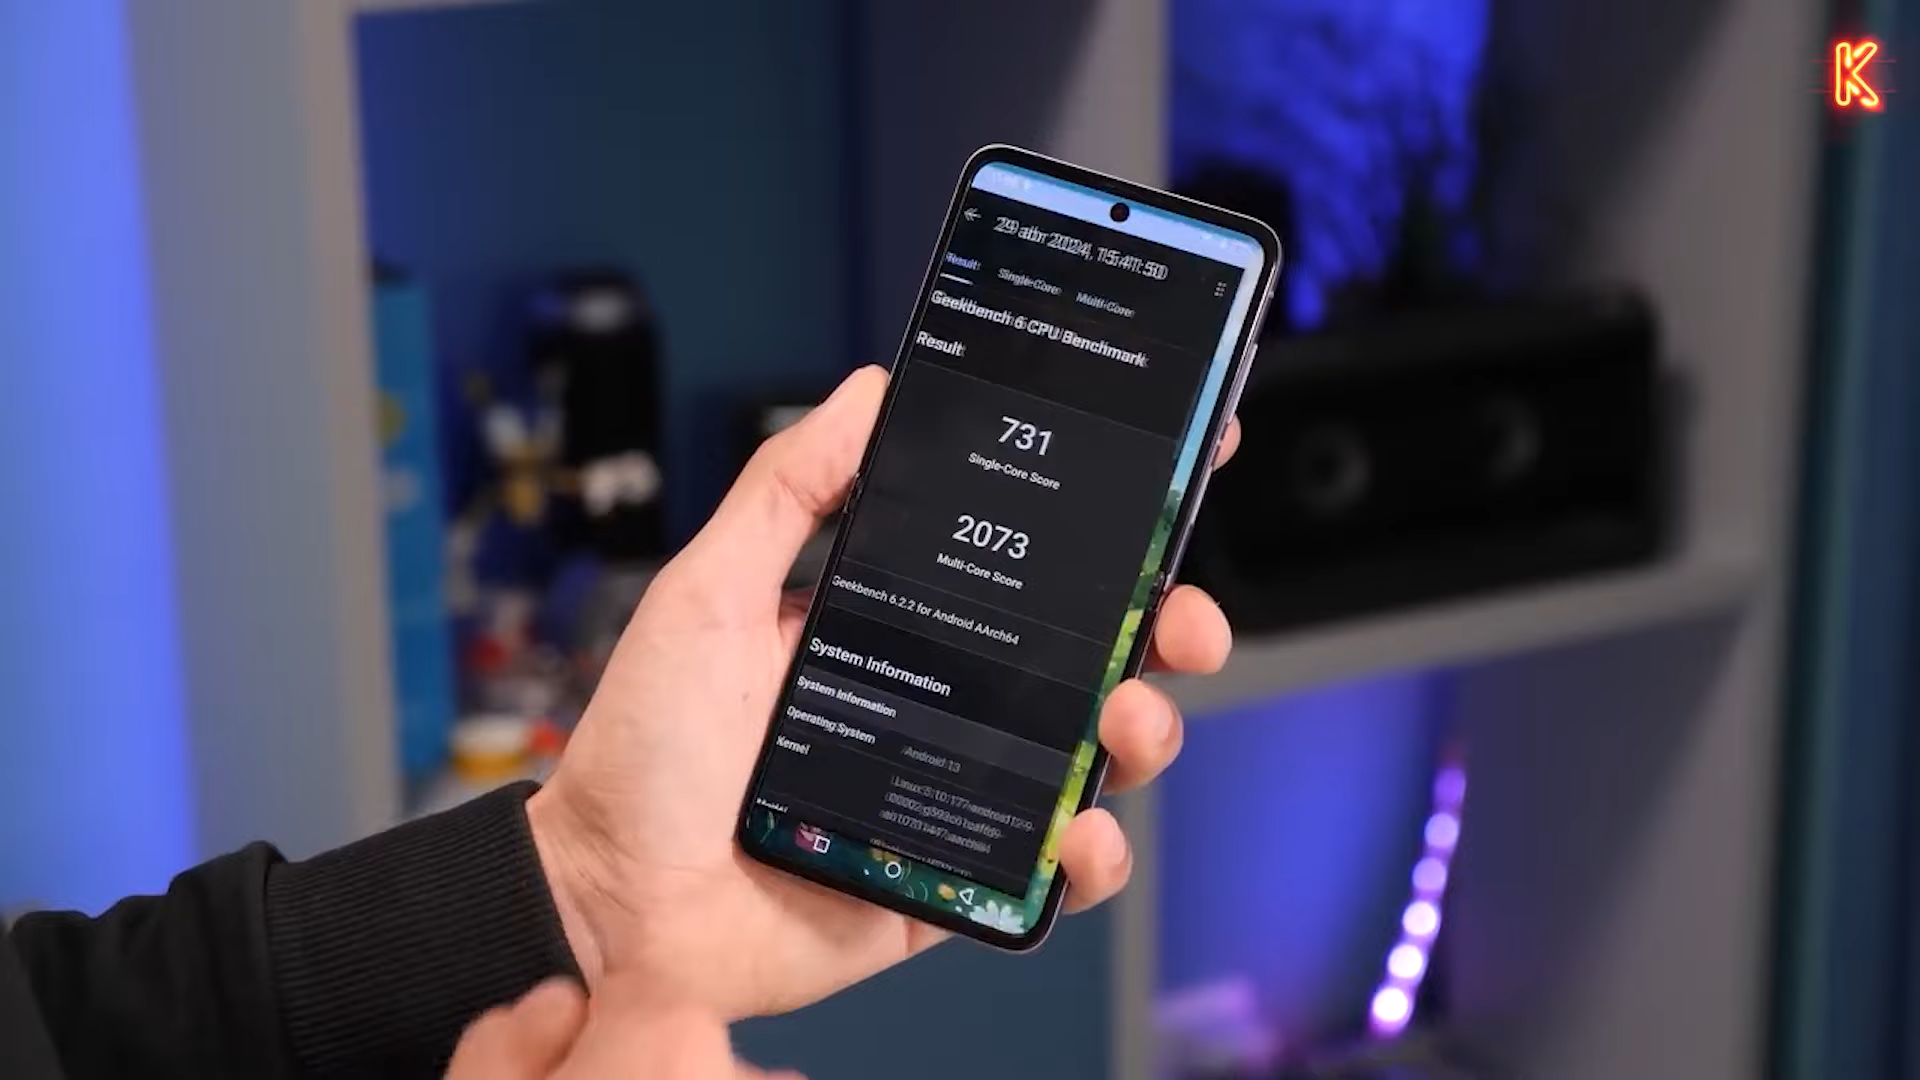 K
29 abr 2024, 15:41:50
Result
Single-Core
Multi-Core
Geekbench 6 CPU Benchmark
Result
731
Single-Core Score
2073
Multi-Core Score
Geekbench 6.2.2 for Android AArch64
System Information
System Information
Operating System
Android 13
Kernel